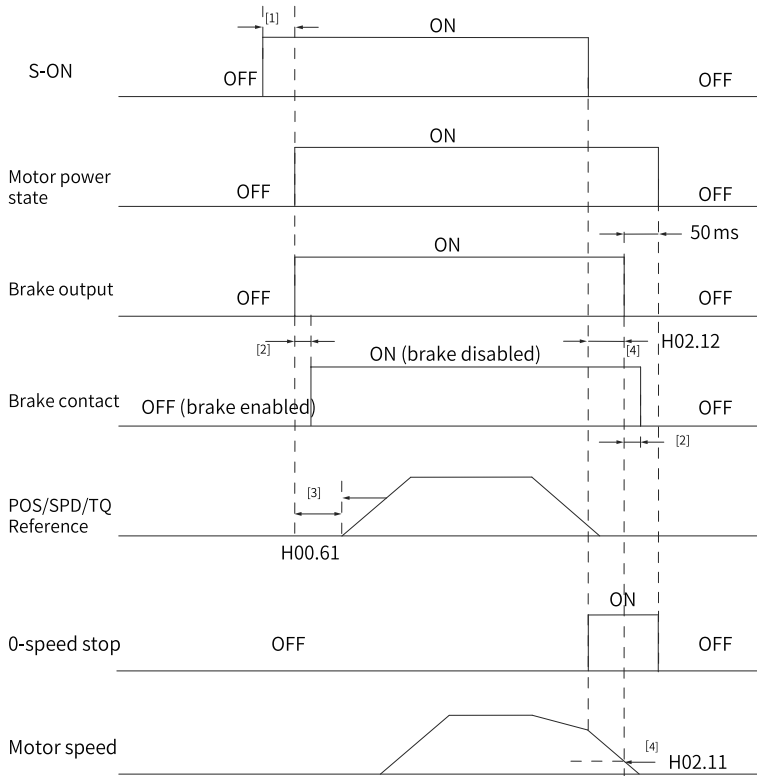 [1]
ON
S-ON
OFF
OFF
ON
Motor power
state
OFF
OFF
50 ms
ON
Brake output
OFF
OFF
[2]
ON (brake disabled)
[4]
H02.12
Brake contact
OFF (brake enabled)
OFF
[2]
[3]
POS/SPD/TQ
Reference
H00.61
ON
0-speed stop
OFF
OFF
Motor speed
[4]
H02.11